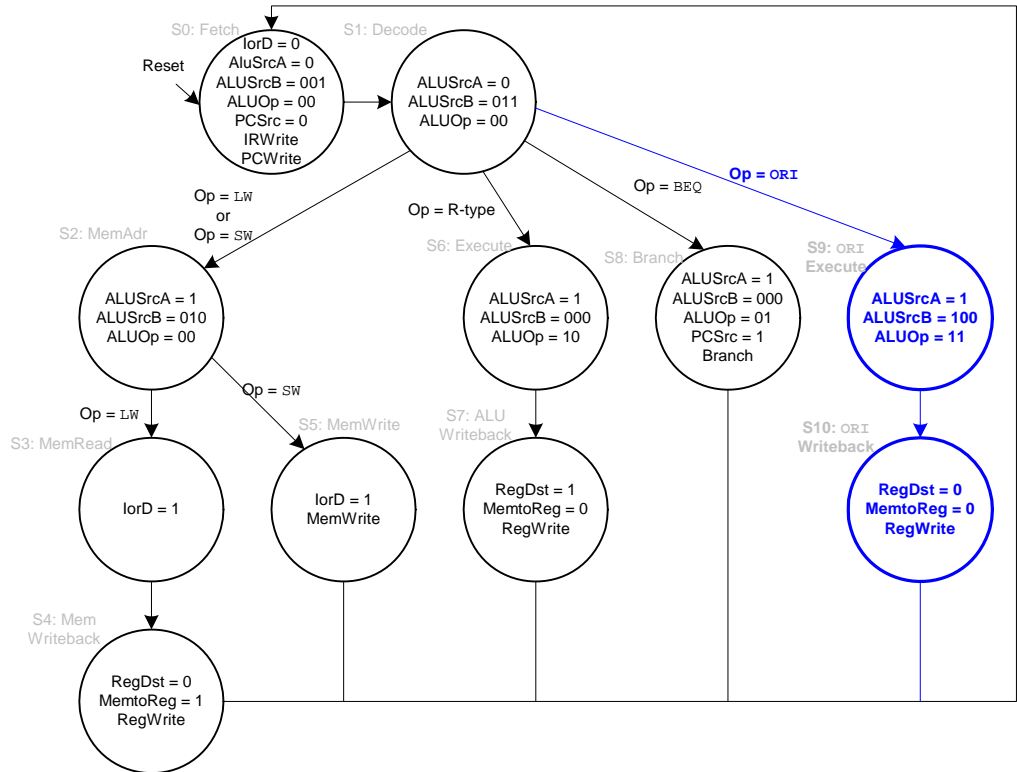 S0: Fetch
S1: Decode
Reset
IorD = 0
AluSrcA = 0
ALUSrcB = 001
ALUOp = 00
PCSrc = 0
IRWrite
PCWrite
ALUSrcA = 0
ALUSrcB = 011
ALUOp = 00
Op = LW
or
Op = SW
Op = R-type
Op = BEQ
Op = ORI
S2: MemAdr
S6: Execute
S8: Branch
S9: ORI
Execute
ALUSrcA = 1
ALUSrcB = 010
ALUOp = 00
ALUSrcA = 1
ALUSrcB = 000
ALUOp = 10
ALUSrcA = 1
ALUSrcB = 000
ALUOp = 01
PCSrc = 1
Branch
ALUSrcA = 1
ALUSrcB = 100
ALUOp = 11
Op = LW
Op = SW
S3: MemRead
S5: MemWrite
S7: ALU
Writeback
S10: ORI
Writeback
IorD = 1
IorD = 1
MemWrite
RegDst = 1
MemtoReg = 0
RegWrite
RegDst = 0
MemtoReg = 0
RegWrite
S4: Mem
Writeback
RegDst = 0
MemtoReg = 1
RegWrite